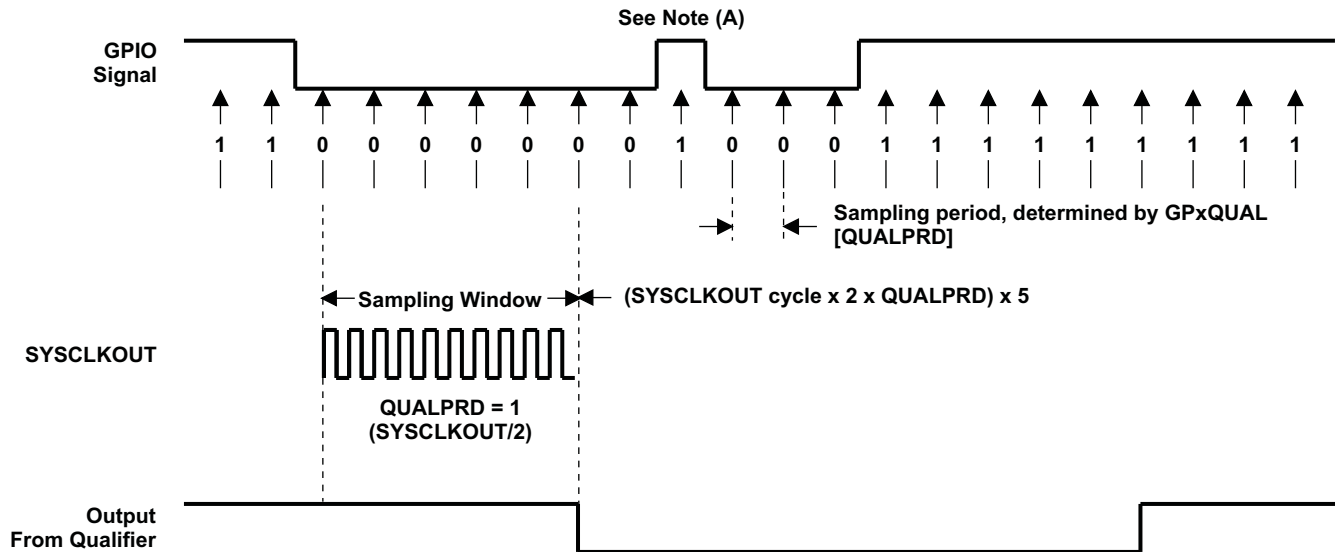 See Note (A)
GPIO
Signal
1 1 0 0 0 0 0 0 0 1 0 0 0 1 1 1 1 1 1 1 1 1
Sampling period, determined by GPxQUAL
[QUALPRD]
Sampling Window
(SYSCLKOUT cycle x 2 x QUALPRD) x 5
SYSCLKOUT
QUALPRD = 1
(SYSCLKOUT/2)
Output
From Qualifier